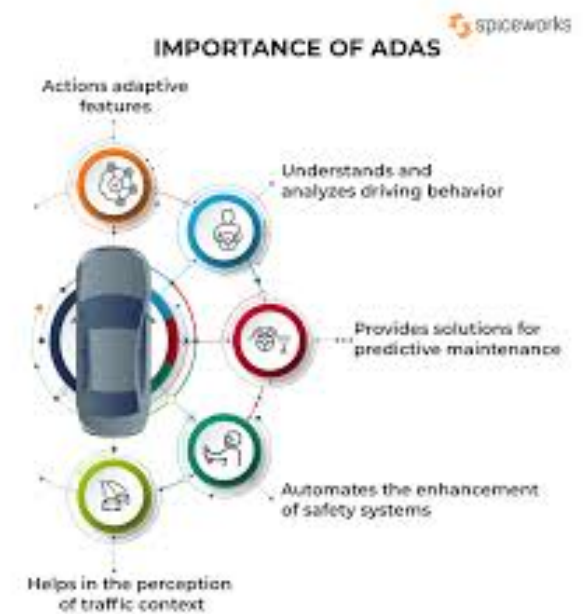 spiceworks
IMPORTANCE OF ADAS
Actions adaptive
features
Understands and
analyzes driving behavior
Provides solutions for
predictive maintenance
Automates the enhancement
of safety systems
Helps in the perception
of traffic context